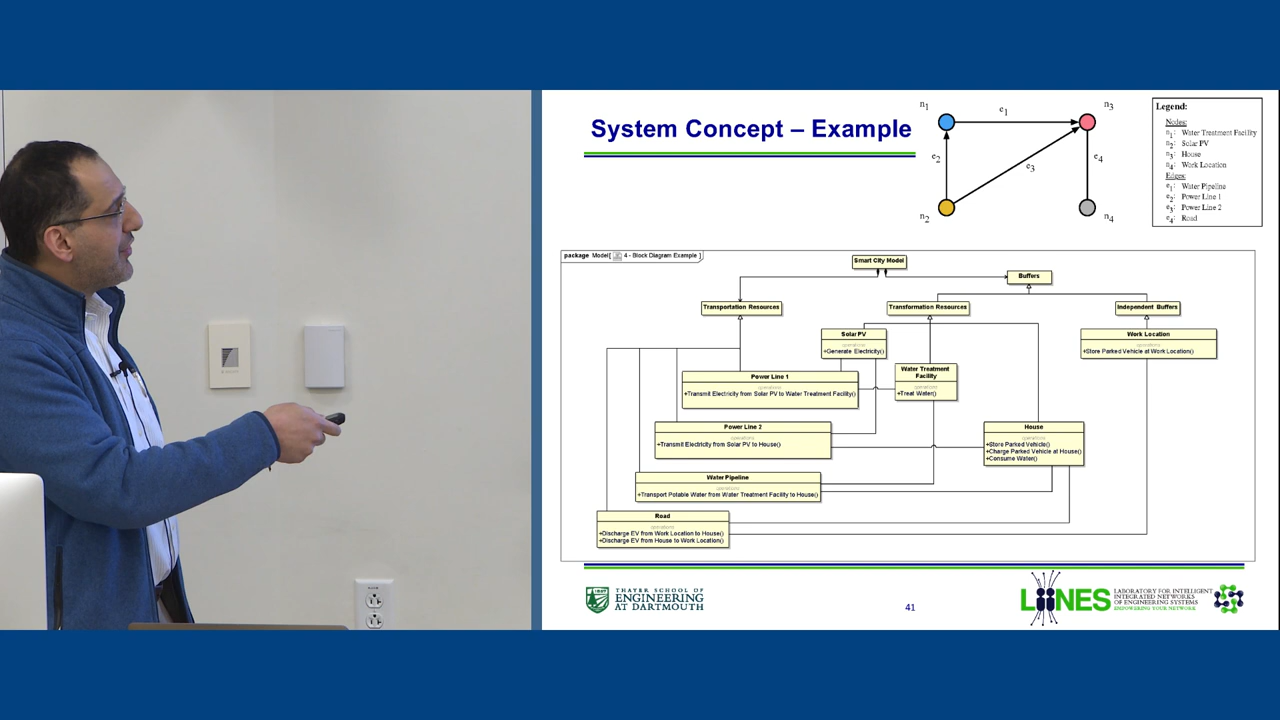 System Concept – Example
n1
e1
n3
e2
e3
e4
n2
n4
Legend:
Nodes:
n1: Water Treatment Facility
n2: Solar PV
n3: House
n4: Work Location
Edges:
e1: Water Pipeline
e2: Power Line 1
e3: Power Line 2
e4: Road
package Model[ 4 - Block Diagram Example ]
Smart City Model
Buffers
Transportation Resources
Transformation Resources
Independent Buffers
Solar PV
operations
+Generate Electricity()
Work Location
operations
+Store Parked Vehicle at Work Location()
Power Line 1
operations
+Transmit Electricity from Solar PV to Water Treatment Facility()
Water Treatment
Facility
operations
+Treat Water()
Power Line 2
operations
+Transmit Electricity from Solar PV to House()
House
operations
+Store Parked Vehicle()
+Charge Parked Vehicle at House()
+Consume Water()
Water Pipeline
operations
+Transport Potable Water from Water Treatment Facility to House()
Road
operations
+Discharge EV from Work Location to House()
+Discharge EV from House to Work Location()
THAYER SCHOOL OF
ENGINEERING
AT DARTMOUTH
41
LIINES
LABORATORY FOR INTELLIGENT
INTEGRATED NETWORKS
OF ENGINEERING SYSTEMS
EMPOWERING YOUR NETWORK